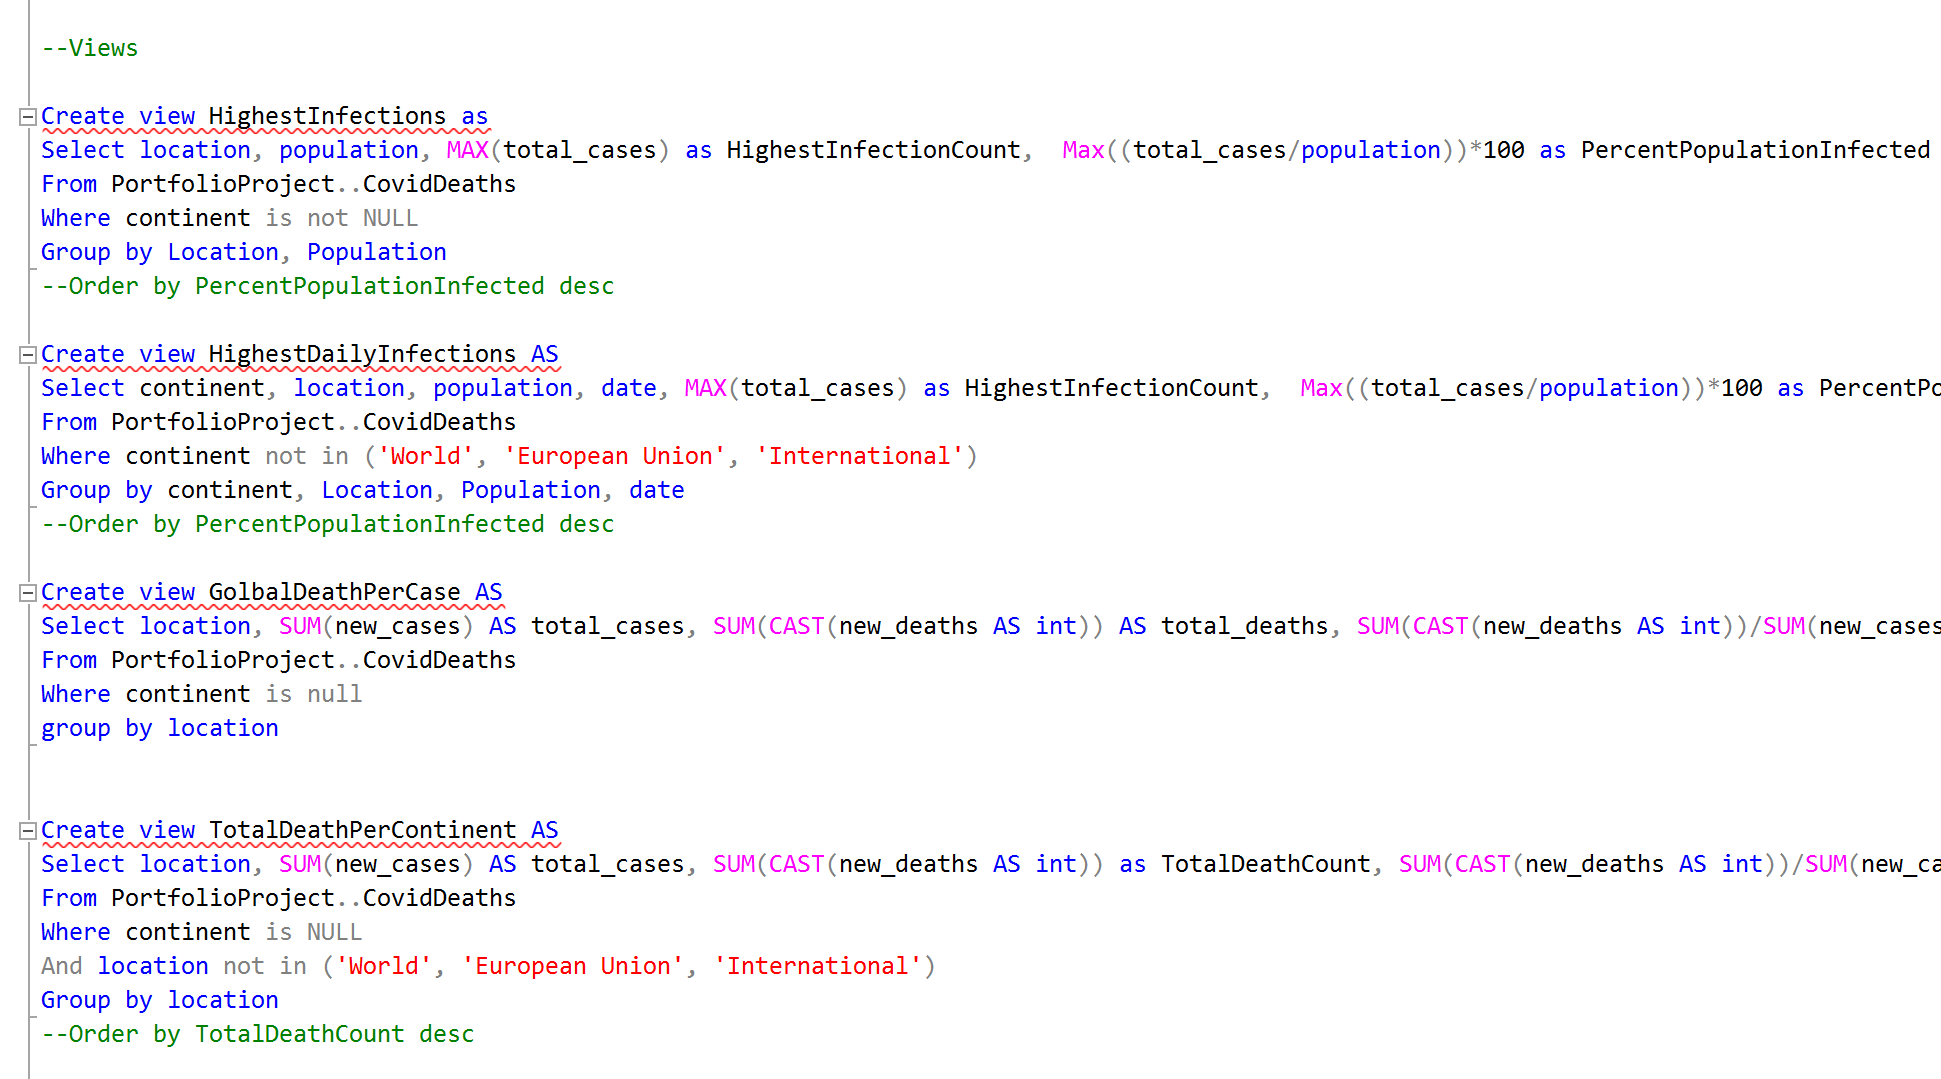 --Views
Create view HighestInfections as
Select location, population, MAX(total_cases) as HighestInfectionCount,  Max((total_cases/population))*100 as PercentPopulationInfected
From PortfolioProject..CovidDeaths
Where continent is not NULL
Group by Location, Population
--Order by PercentPopulationInfected desc
Create view HighestDailyInfections AS
Select continent, location, population, date, MAX(total_cases) as HighestInfectionCount,  Max((total_cases/population))*100 as PercentPo
From PortfolioProject..CovidDeaths
Where continent not in ('World', 'European Union', 'International')
Group by continent, Location, Population, date
--Order by PercentPopulationInfected desc
Create view GolbalDeathPerCase AS
Select location, SUM(new_cases) AS total_cases, SUM(CAST(new_deaths AS int)) AS total_deaths, SUM(CAST(new_deaths AS int))/SUM(new_cases
From PortfolioProject..CovidDeaths
Where continent is null
group by location
Create view TotalDeathPerContinent AS
Select location, SUM(new_cases) AS total_cases, SUM(CAST(new_deaths AS int)) as TotalDeathCount, SUM(CAST(new_deaths AS int))/SUM(new_ca
From PortfolioProject..CovidDeaths
Where continent is NULL
And location not in ('World', 'European Union', 'International')
Group by location
--Order by TotalDeathCount desc